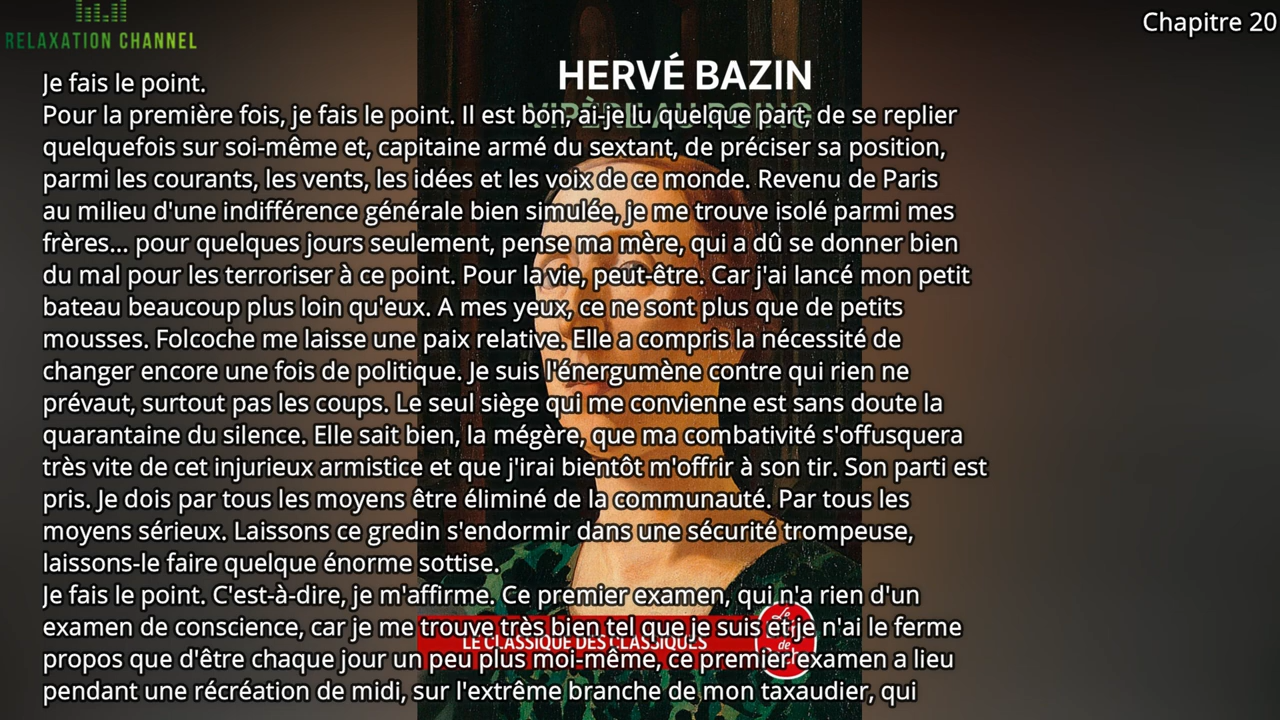 RELAXATION CHANNEL
Chapitre 20
HERVÉ BAZIN
VIPÈRE AU POING
Je fais le point.
Pour la première fois, je fais le point. Il est bon, ai-je lu quelque part, de se replier
quelquefois sur soi-même et, capitaine armé du sextant, de préciser sa position,
parmi les courants, les vents, les idées et les voix de ce monde. Revenu de Paris
au milieu d'une indifférence générale bien simulée, je me trouve isolé parmi mes
frères... pour quelques jours seulement, pense ma mère, qui a dû se donner bien
du mal pour les terroriser à ce point. Pour la vie, peut-être. Car j'ai lancé mon petit
bateau beaucoup plus loin qu'eux. A mes yeux, ce ne sont plus que de petits
mousses. Folcoche me laisse une paix relative. Elle a compris la nécessité de
changer encore une fois de politique. Je suis l'énergumène contre qui rien ne
prévaut, surtout pas les coups. Le seul siège qui me convienne est sans doute la
quarantaine du silence. Elle sait bien, la mégère, que ma combativité s'offusquera
très vite de cet injurieux armistice et que j'irai bientôt m'offrir à son tir. Son parti est
pris. Je dois par tous les moyens être éliminé de la communauté. Par tous les
moyens sérieux. Laissons ce gredin s'endormir dans une sécurité trompeuse,
laissons-le faire quelque énorme sottise.
Je fais le point. C'est-à-dire, je m'affirme. Ce premier examen, qui n'a rien d'un
examen de conscience, car je me trouve très bien tel que je suis et je n'ai le ferme
propos que d'être chaque jour un peu plus moi-même, ce premier examen a lieu
pendant une récréation de midi, sur l'extrême branche de mon taxaudier, qui
LE CLASSIQUE DES CLASSIQUES
de